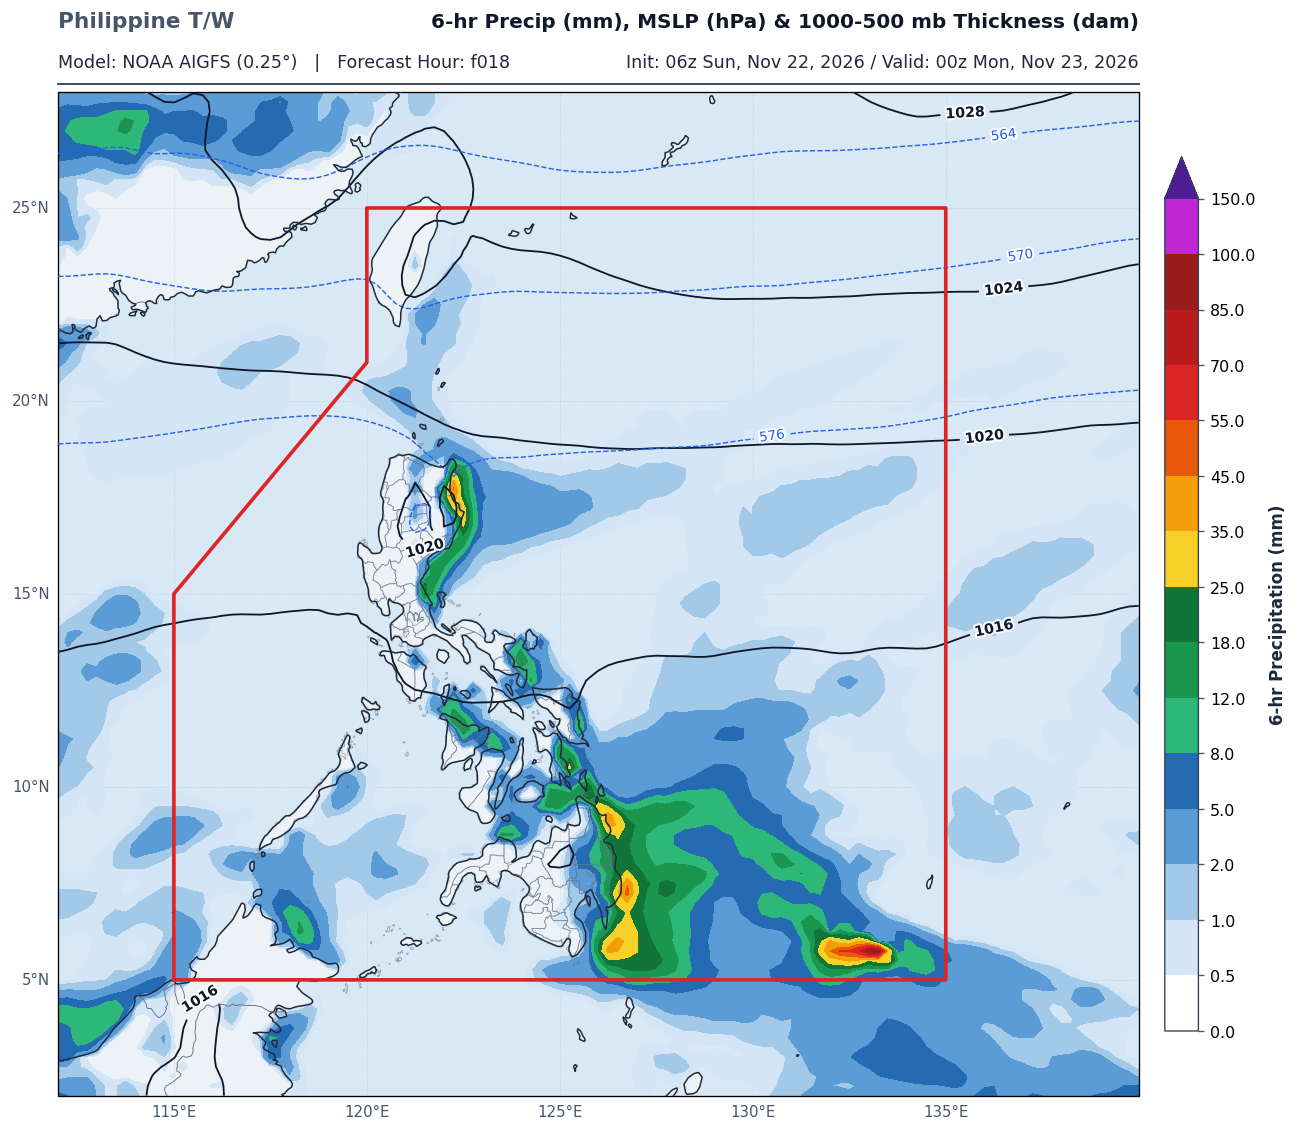 Philippine T/W
6-hr Precip (mm), MSLP (hPa) & 1000-500 mb Thickness (dam)
Model: NOAA AIGFS (0.25°) | Forecast Hour: f018
Init: 06z Sun, Nov 22, 2026 / Valid: 00z Mon, Nov 23, 2026
1028
564
570
1024
576
1020
1020
1016
1016
25°N
20°N
15°N
10°N
5°N
115°E
120°E
125°E
130°E
135°E
150.0
100.0
85.0
70.0
55.0
45.0
35.0
25.0
18.0
12.0
8.0
5.0
2.0
1.0
0.5
0.0
6-hr Precipitation (mm)